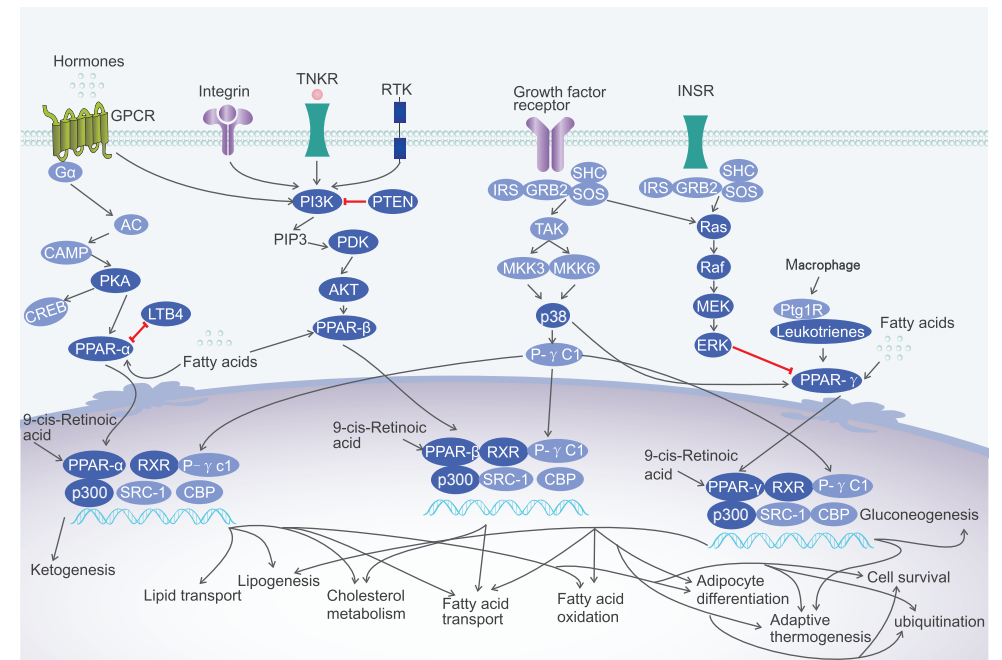 Hormones
GPCR
Integrin
TNKR
RTK
Growth factor
receptor
INSR
Gα
AC
CAMP
PKA
CREB
LTB4
PPAR-α
Fatty acids
PI3K
PTEN
PIP3
PDK
AKT
PPAR-β
IRS
GRB2
SHC
SOS
TAK
MKK3
MKK6
p38
P-γC1
IRS
GRB2
SHC
SOS
Ras
Raf
MEK
ERK
Macrophage
Ptg1R
Leukotrienes
Fatty acids
PPAR-γ
9-cis-Retinoic
acid
PPAR-α
RXR
P-γc1
p300
SRC-1
CBP
9-cis-Retinoic
acid
PPAR-β
RXR
P-γC1
p300
SRC-1
CBP
9-cis-Retinoic
acid
PPAR-γ
RXR
P-γC1
p300
SRC-1
CBP
Gluconeogenesis
Ketogenesis
Lipid transport
Lipogenesis
Cholesterol
metabolism
Fatty acid
transport
Fatty acid
oxidation
Adipocyte
differentiation
Adaptive
thermogenesis
Cell survival
ubiquitination